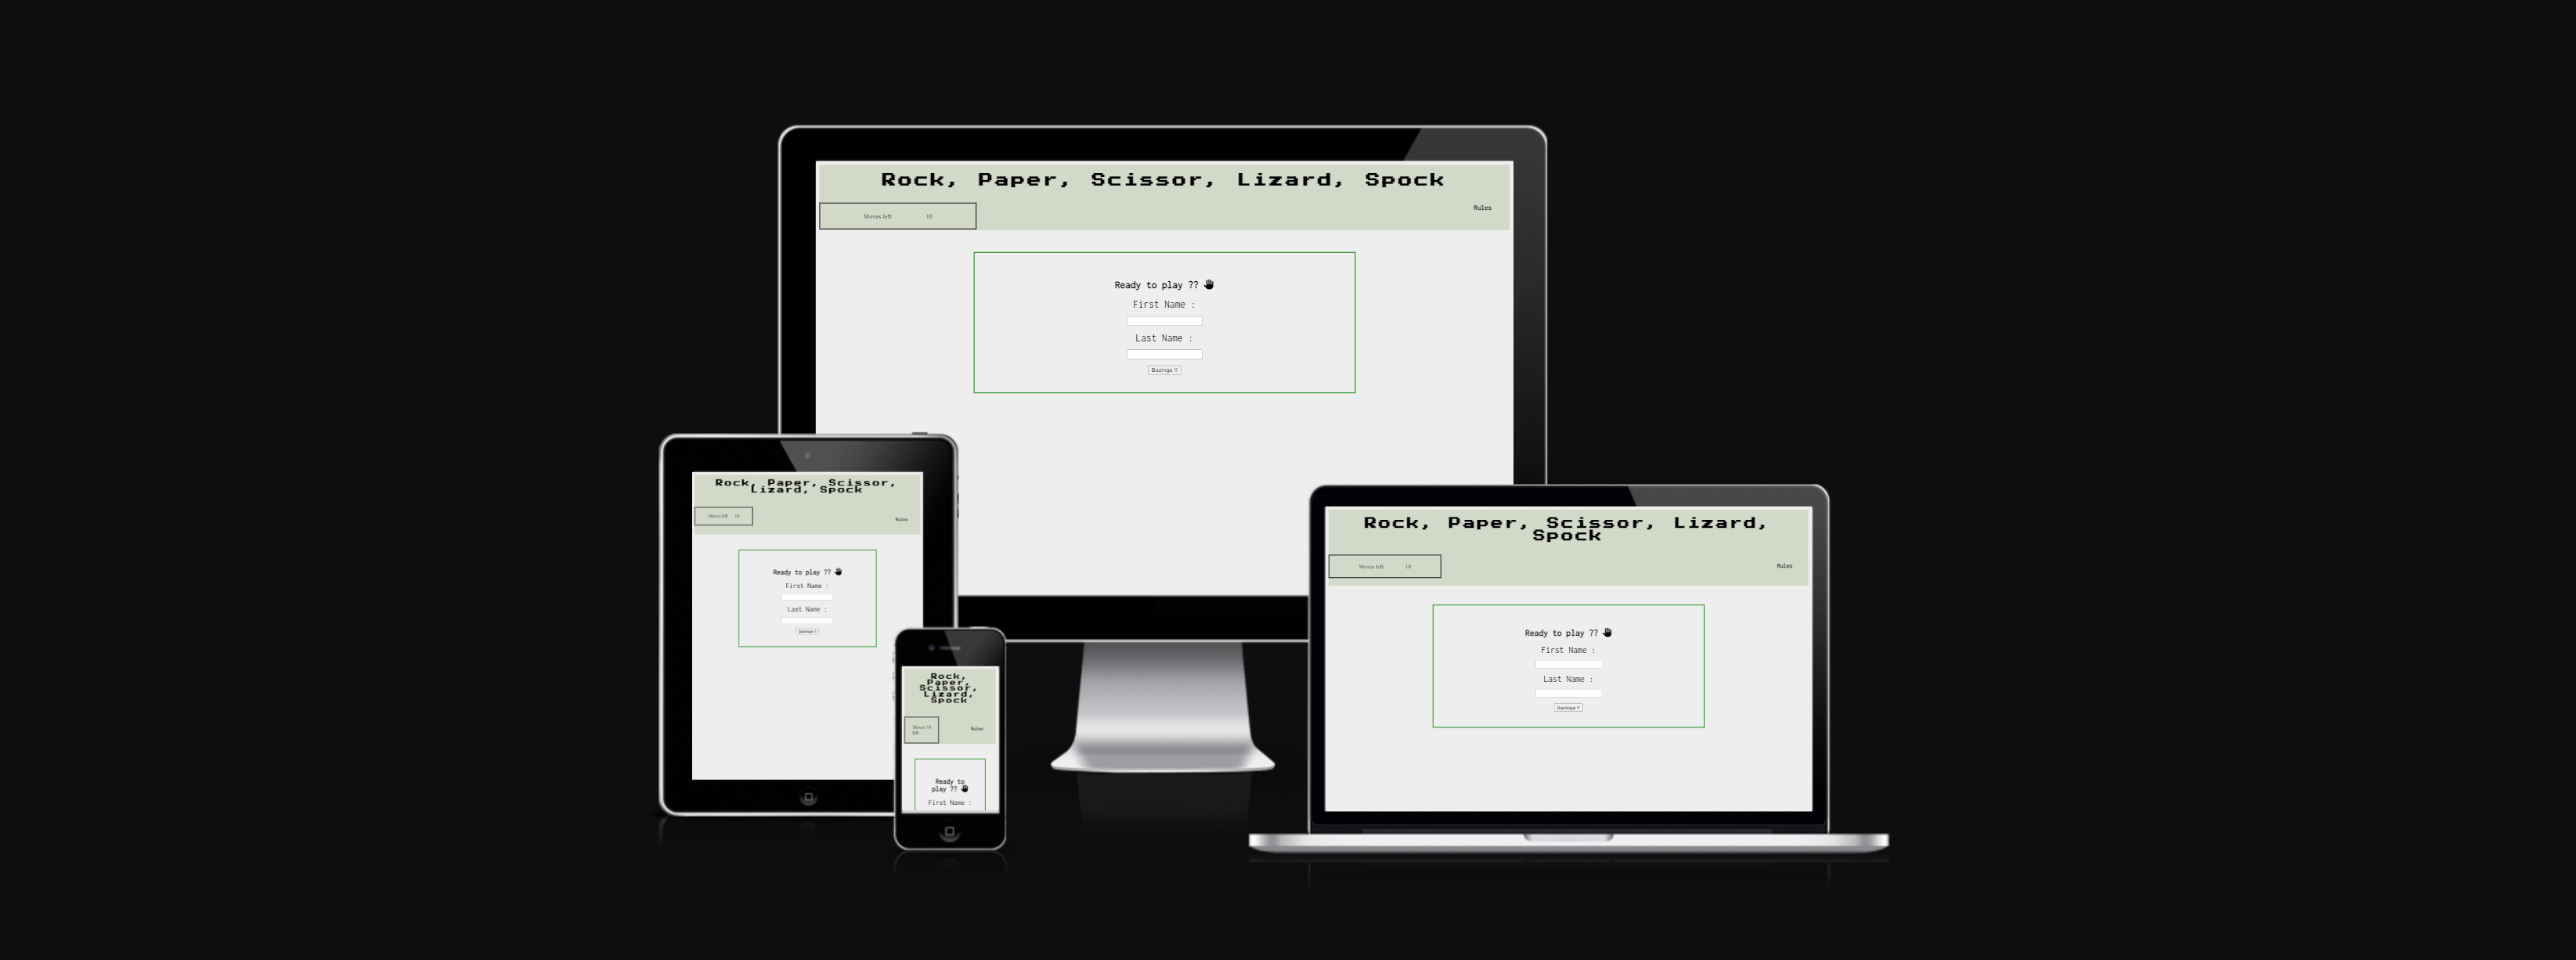 Rock, Paper, Scissor, Lizard, Spock
Moves left 10
Rules
Ready to play ??
First Name :
Last Name :
Bazinga !!
Rock, Paper, Scissor,
Lizard, Spock
Moves left 10
Rules
Ready to play ??
First Name :
Last Name :
Bazinga !!
Rock,
Paper,
Scissor,
Lizard,
Spock
Moves 10
left
Rules
Ready to
play ??
First Name :
Rock, Paper, Scissor, Lizard,
Spock
Moves left 10
Rules
Ready to play ??
First Name :
Last Name :
Bazinga !!